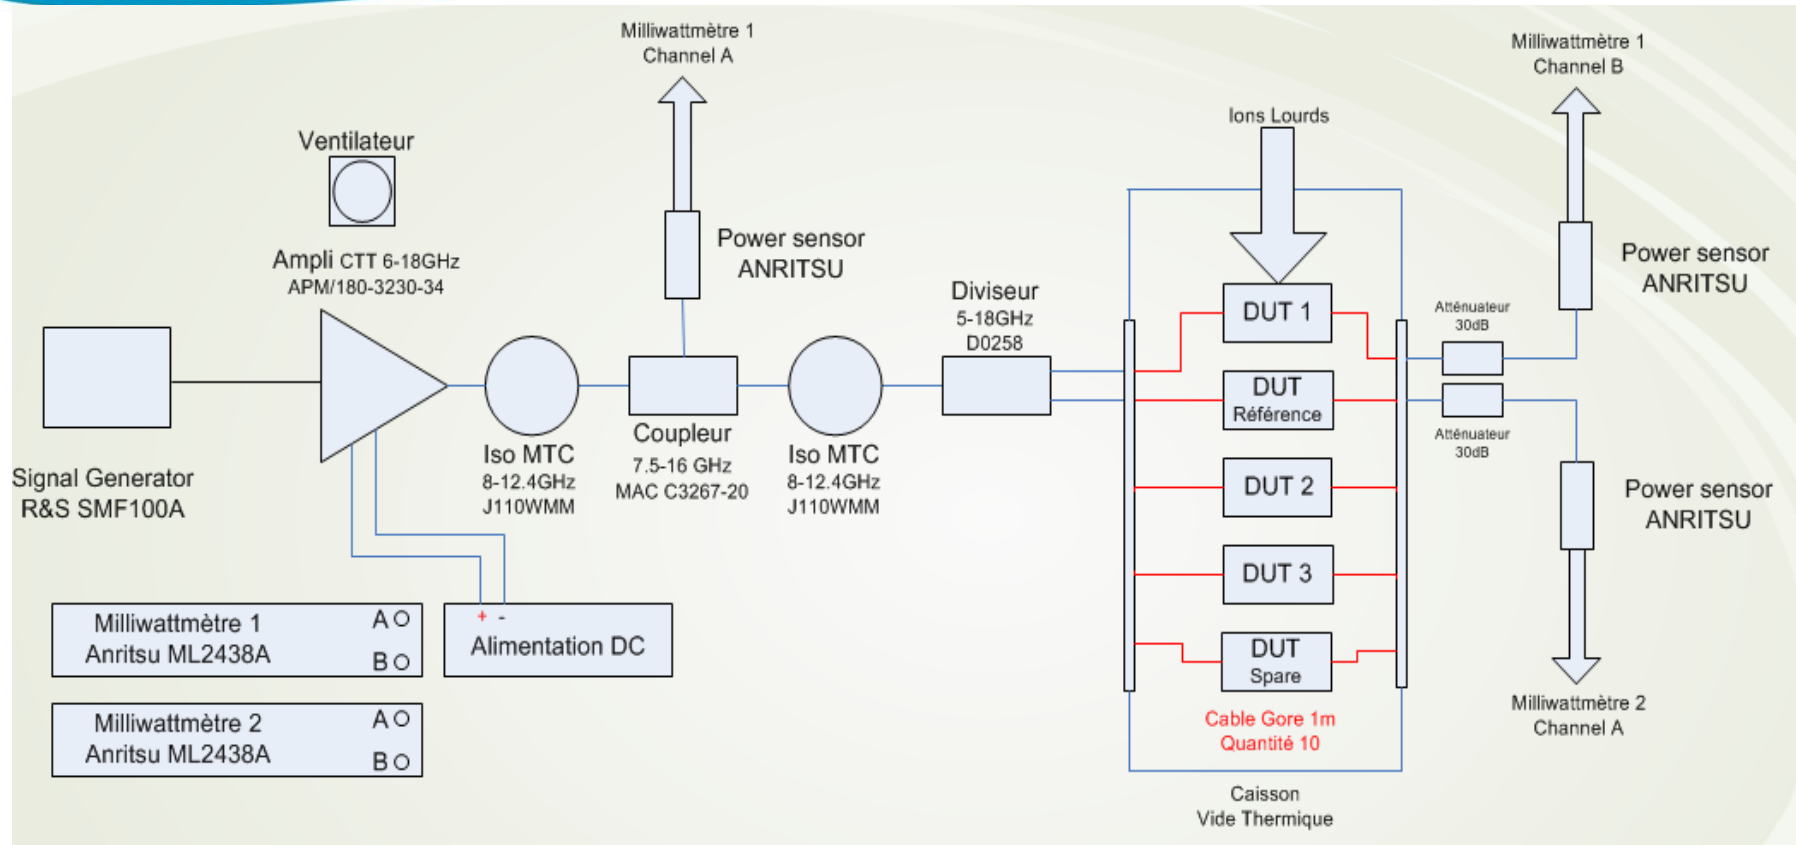 Milliwattmètre 1
Channel A
Milliwattmètre 1
Channel B
Ions Lourds
Ventilateur
Ampli CTT 6-18GHz
APM/180-3230-34
Power sensor
ANRITSU
Power sensor
ANRITSU
Diviseur
5-18GHz
D0258
Atténuateur
30dB
DUT 1
DUT
Référence
DUT 2
DUT 3
DUT
Spare
Atténuateur
30dB
Signal Generator
R&S SMF100A
Iso MTC
8-12.4GHz
J110WMM
Coupleur
7.5-16 GHz
MAC C3267-20
Iso MTC
8-12.4GHz
J110WMM
Power sensor
ANRITSU
Milliwattmètre 1
Anritsu ML2438A
A
B
+ -
Alimentation DC
Milliwattmètre 2
Anritsu ML2438A
A
B
Cable Gore 1m
Quantité 10
Milliwattmètre 2
Channel A
Caisson
Vide Thermique